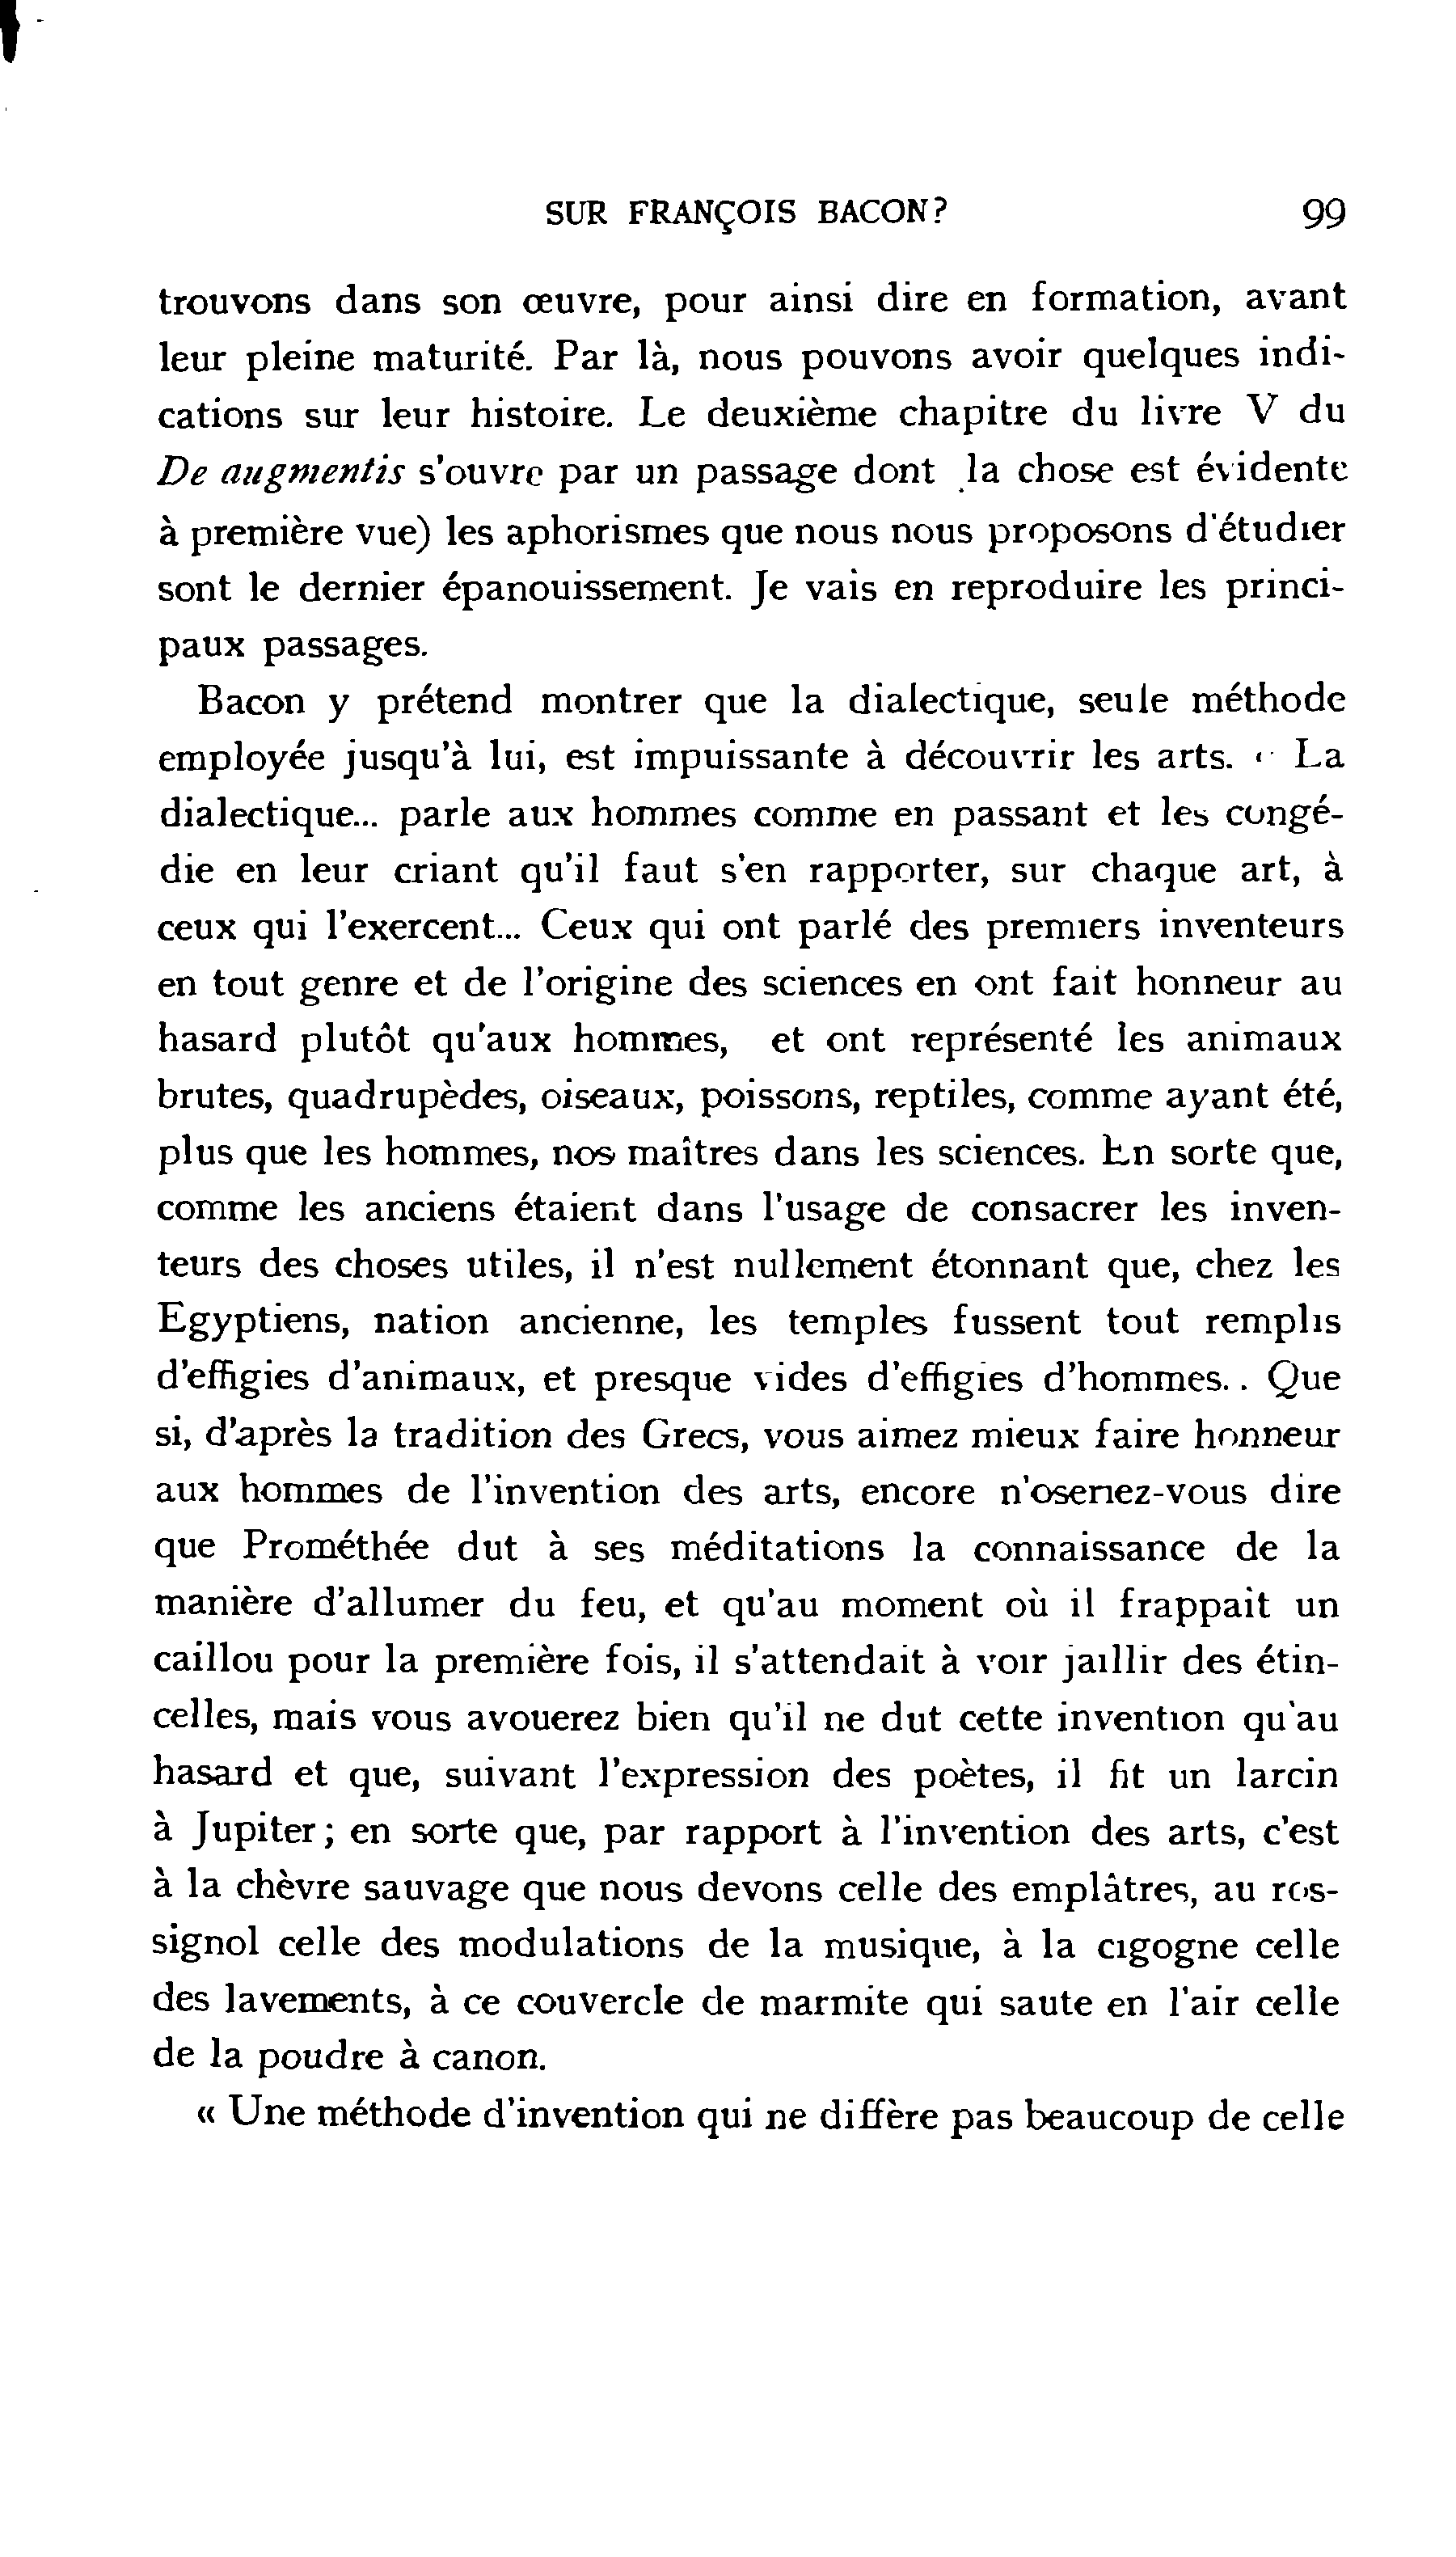 SUR FRANÇOIS BACON? 99
trouvons dans son œuvre, pour ainsi dire en formation, avant
leur pleine maturité. Par là, nous pouvons avoir quelques indi-
cations sur leur histoire. Le deuxième chapitre du livre V du
De augmentis s'ouvre par un passage dont la chose est évidente
à première vue) les aphorismes que nous nous proposons d'étudier
sont le dernier épanouissement. Je vais en reproduire les princi-
paux passages.
Bacon y prétend montrer que la dialectique, seule méthode
employée jusqu'à lui, est impuissante à découvrir les arts. « La
dialectique... parle aux hommes comme en passant et les congé-
die en leur criant qu'il faut s'en rapporter, sur chaque art, à
ceux qui l'exercent... Ceux qui ont parlé des premiers inventeurs
en tout genre et de l'origine des sciences en ont fait honneur au
hasard plutôt qu'aux hommes, et ont représenté les animaux
brutes, quadrupèdes, oiseaux, poissons, reptiles, comme ayant été,
plus que les hommes, nos maîtres dans les sciences. En sorte que,
comme les anciens étaient dans l'usage de consacrer les inven-
teurs des choses utiles, il n'est nullement étonnant que, chez les
Egyptiens, nation ancienne, les temples fussent tout remplis
d'effigies d'animaux, et presque vides d'effigies d'hommes.. Que
si, d'après la tradition des Grecs, vous aimez mieux faire honneur
aux hommes de l'invention des arts, encore n'oseriez-vous dire
que Prométhée dut à ses méditations la connaissance de la
manière d'allumer du feu, et qu'au moment où il frappait un
caillou pour la première fois, il s'attendait à voir jaillir des étin-
celles, mais vous avouerez bien qu'il ne dut cette invention qu'au
hasard et que, suivant l'expression des poètes, il fit un larcin
à Jupiter ; en sorte que, par rapport à l'invention des arts, c'est
à la chèvre sauvage que nous devons celle des emplâtres, au ros-
signol celle des modulations de la musique, à la cigogne celle
des lavements, à ce couvercle de marmite qui saute en l'air celle
de la poudre à canon.
« Une méthode d'invention qui ne diffère pas beaucoup de celle